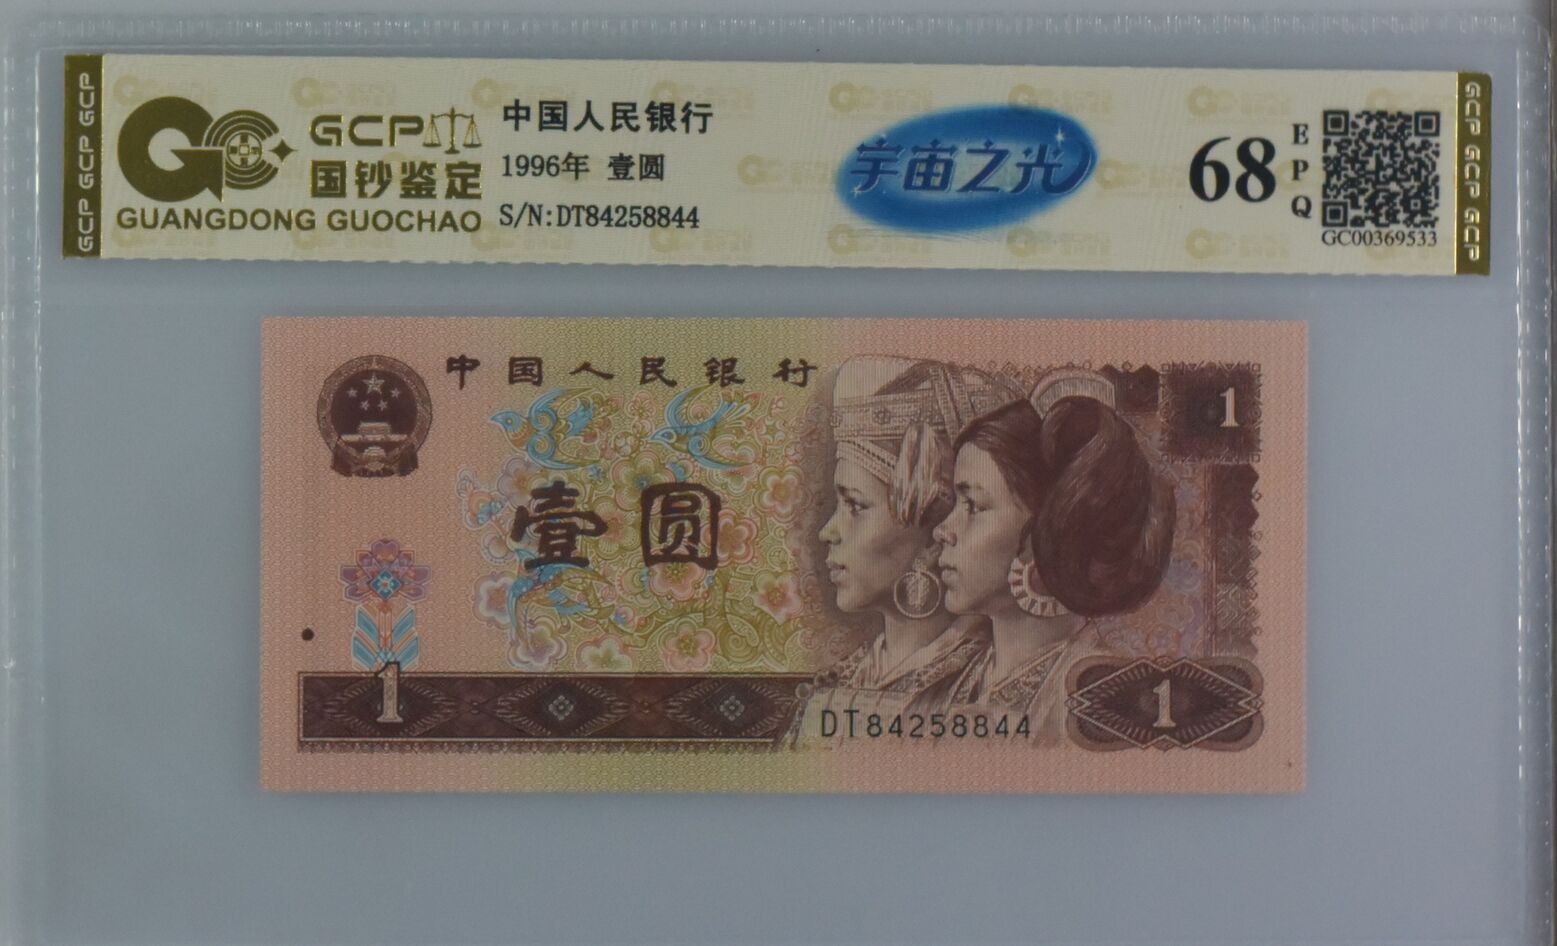 GCP GCP GCP
GCP
国钞鉴定
GUANGDONG GUOCHAO
中国人民银行
1996年 壹圆
S/N:DT84258844
宇宙之光
68
EPQ
GC00369533
GCP GCP GCP
中国人民银行
1
壹圆
1
DT84258844
1